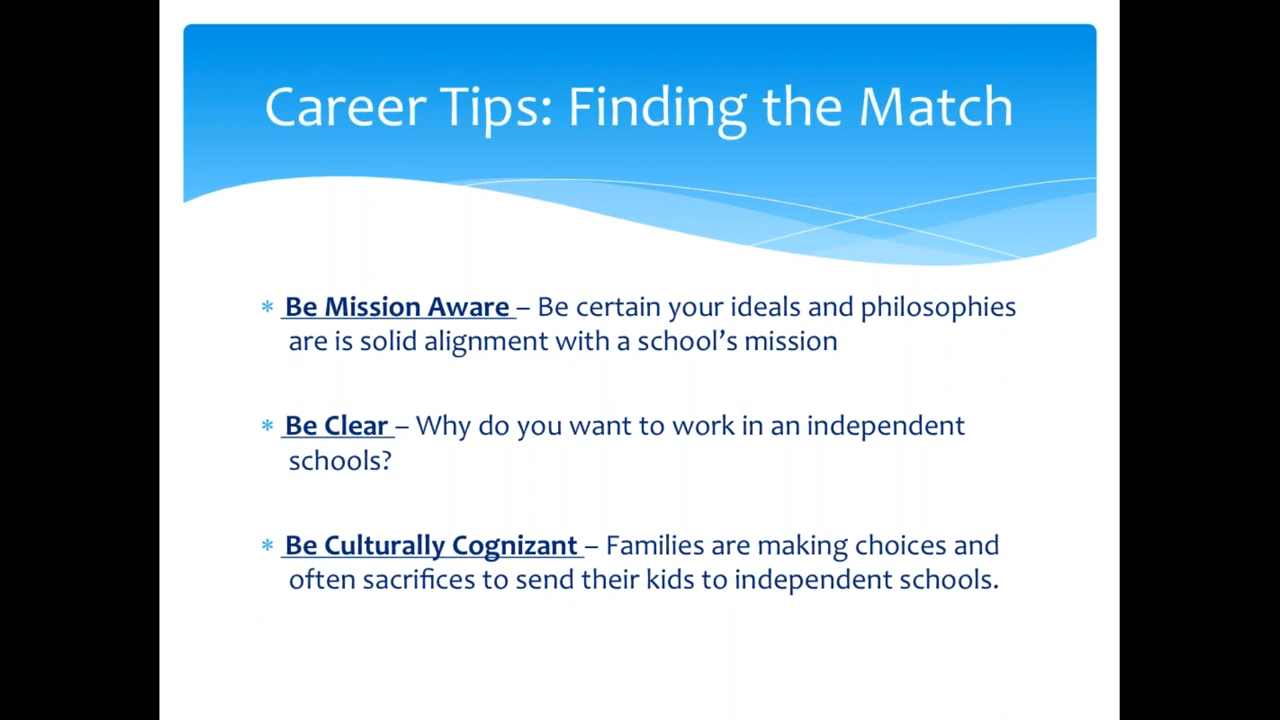 Career Tips: Finding the Match
* Be Mission Aware – Be certain your ideals and philosophies
are is solid alignment with a school’s mission
* Be Clear – Why do you want to work in an independent
schools?
* Be Culturally Cognizant – Families are making choices and
often sacrifices to send their kids to independent schools.